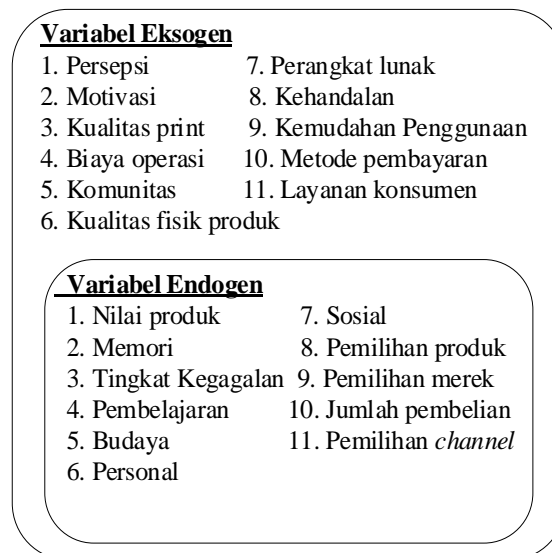 Variabel Eksogen
1. Persepsi 7. Perangkat lunak
2. Motivasi 8. Kehandalan
3. Kualitas print 9. Kemudahan Penggunaan
4. Biaya operasi 10. Metode pembayaran
5. Komunitas 11. Layanan konsumen
6. Kualitas fisik produk
Variabel Endogen
1. Nilai produk 7. Sosial
2. Memori 8. Pemilihan produk
3. Tingkat Kegagalan 9. Pemilihan merek
4. Pembelajaran 10. Jumlah pembelian
5. Budaya 11. Pemilihan channel
6. Personal